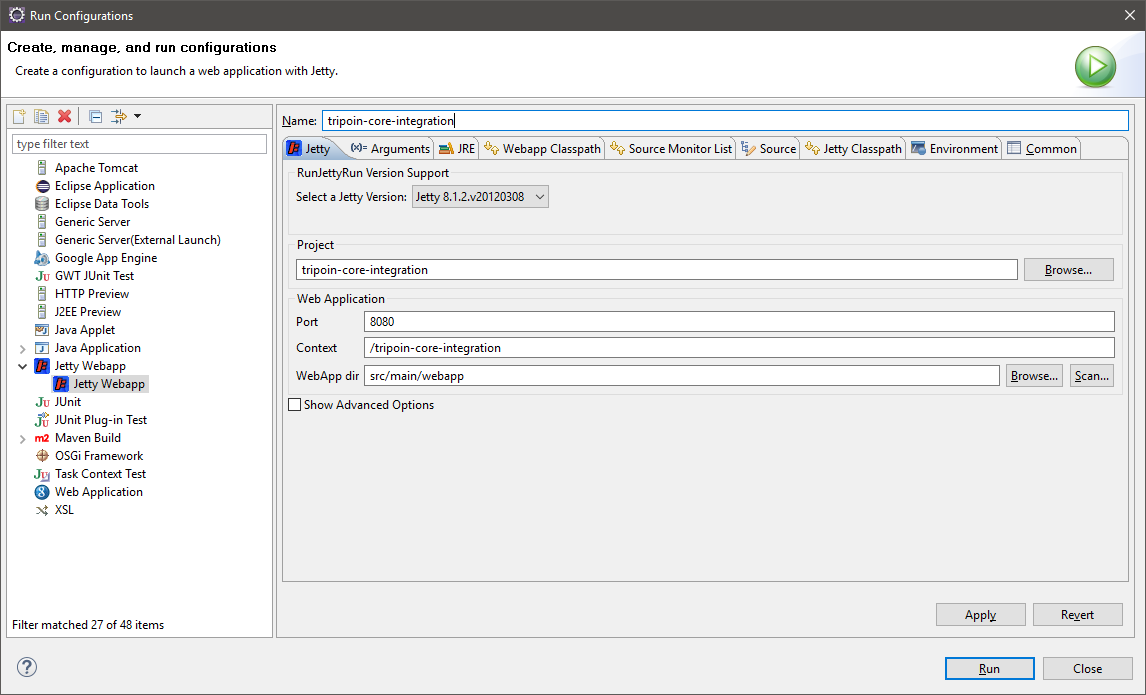 Run Configurations
Create, manage, and run configurations
Create a configuration to launch a web application with Jetty.
type filter text
Apache Tomcat
Eclipse Application
Eclipse Data Tools
Generic Server
Generic Server(External Launch)
Google App Engine
GWT JUnit Test
HTTP Preview
J2EE Preview
Java Applet
Java Application
Jetty Webapp
Jetty Webapp
JUnit
JUnit Plug-in Test
m2 Maven Build
OSGi Framework
Task Context Test
Web Application
XSL
Filter matched 27 of 48 items
Name: tripoin-core-integration
Jetty (x)= Arguments JRE Webapp Classpath Source Monitor List Source Jetty Classpath Environment Common
RunJettyRun Version Support
Select a Jetty Version: Jetty 8.1.2.v20120308
Project
tripoin-core-integration Browse...
Web Application
Port 8080
Context /tripoin-core-integration
WebApp dir src/main/webapp Browse... Scan...
Show Advanced Options
Apply Revert
? Run Close